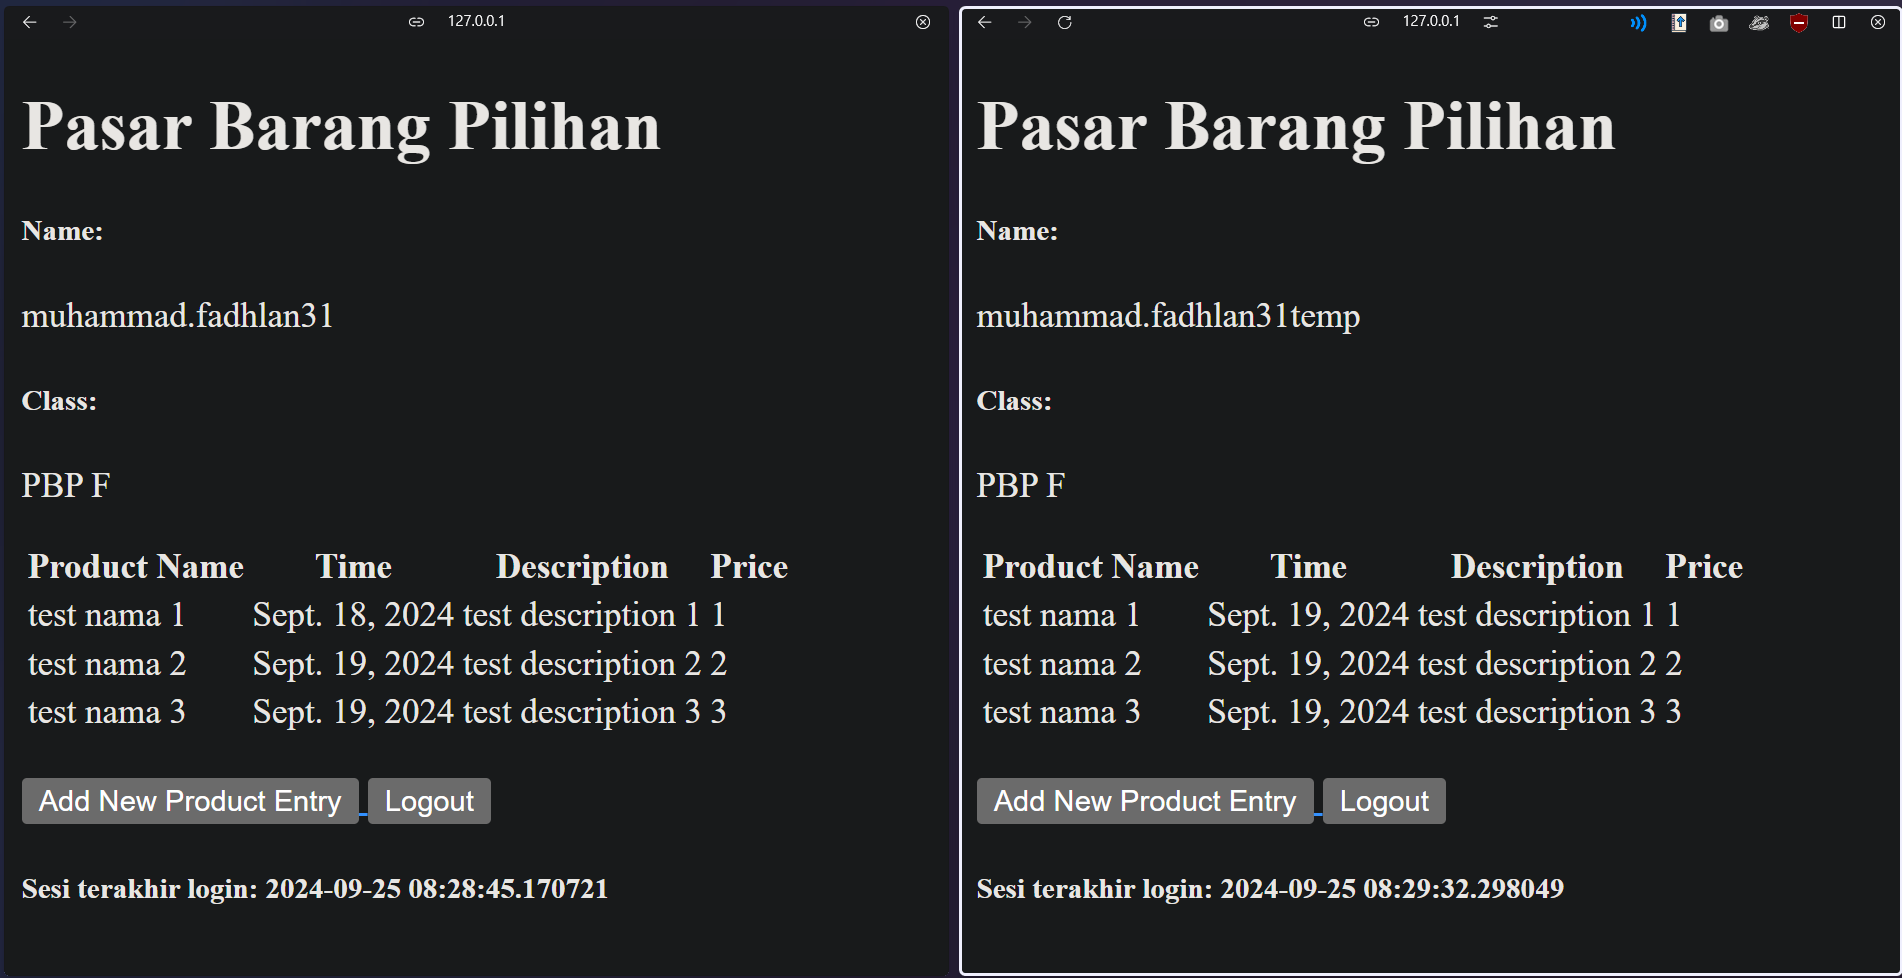 127.0.0.1
Pasar Barang Pilihan
Name:
muhammad.fadhlan31
Class:
PBP F
Product Name Time Description Price
test nama 1 Sept. 18, 2024 test description 1 1
test nama 2 Sept. 19, 2024 test description 2 2
test nama 3 Sept. 19, 2024 test description 3 3
Add New Product Entry Logout
Sesi terakhir login: 2024-09-25 08:28:45.170721
127.0.0.1
Pasar Barang Pilihan
Name:
muhammad.fadhlan31temp
Class:
PBP F
Product Name Time Description Price
test nama 1 Sept. 19, 2024 test description 1 1
test nama 2 Sept. 19, 2024 test description 2 2
test nama 3 Sept. 19, 2024 test description 3 3
Add New Product Entry Logout
Sesi terakhir login: 2024-09-25 08:29:32.298049